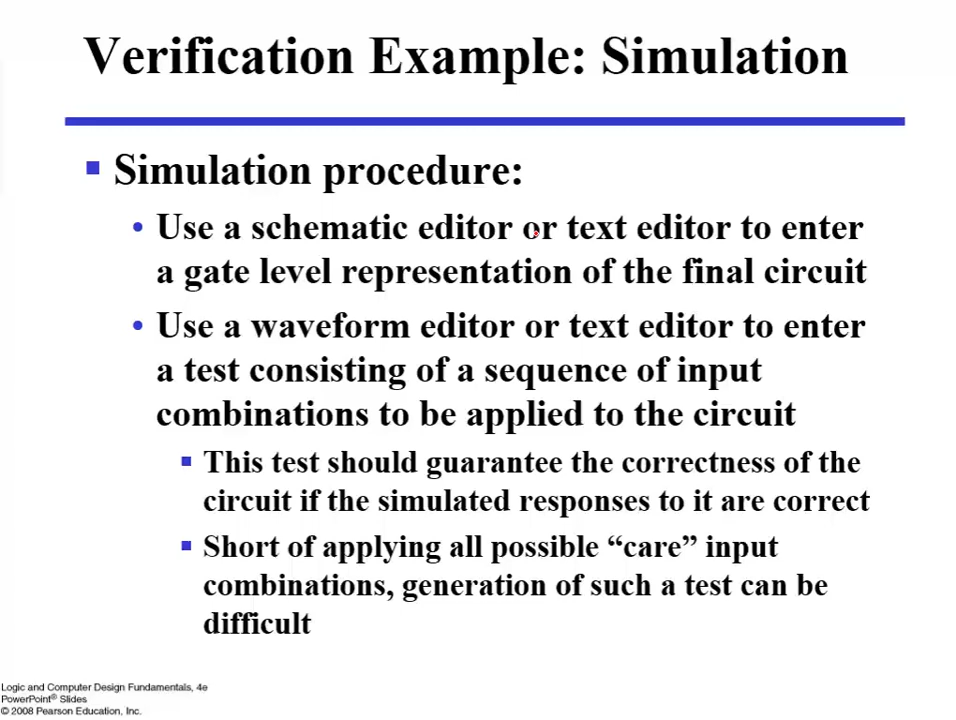 Verification Example: Simulation
▪ Simulation procedure:
• Use a schematic editor or text editor to enter
a gate level representation of the final circuit
• Use a waveform editor or text editor to enter
a test consisting of a sequence of input
combinations to be applied to the circuit
▪ This test should guarantee the correctness of the
circuit if the simulated responses to it are correct
▪ Short of applying all possible “care” input
combinations, generation of such a test can be
difficult
Logic and Computer Design Fundamentals, 4e
PowerPoint® Slides
© 2008 Pearson Education, Inc.